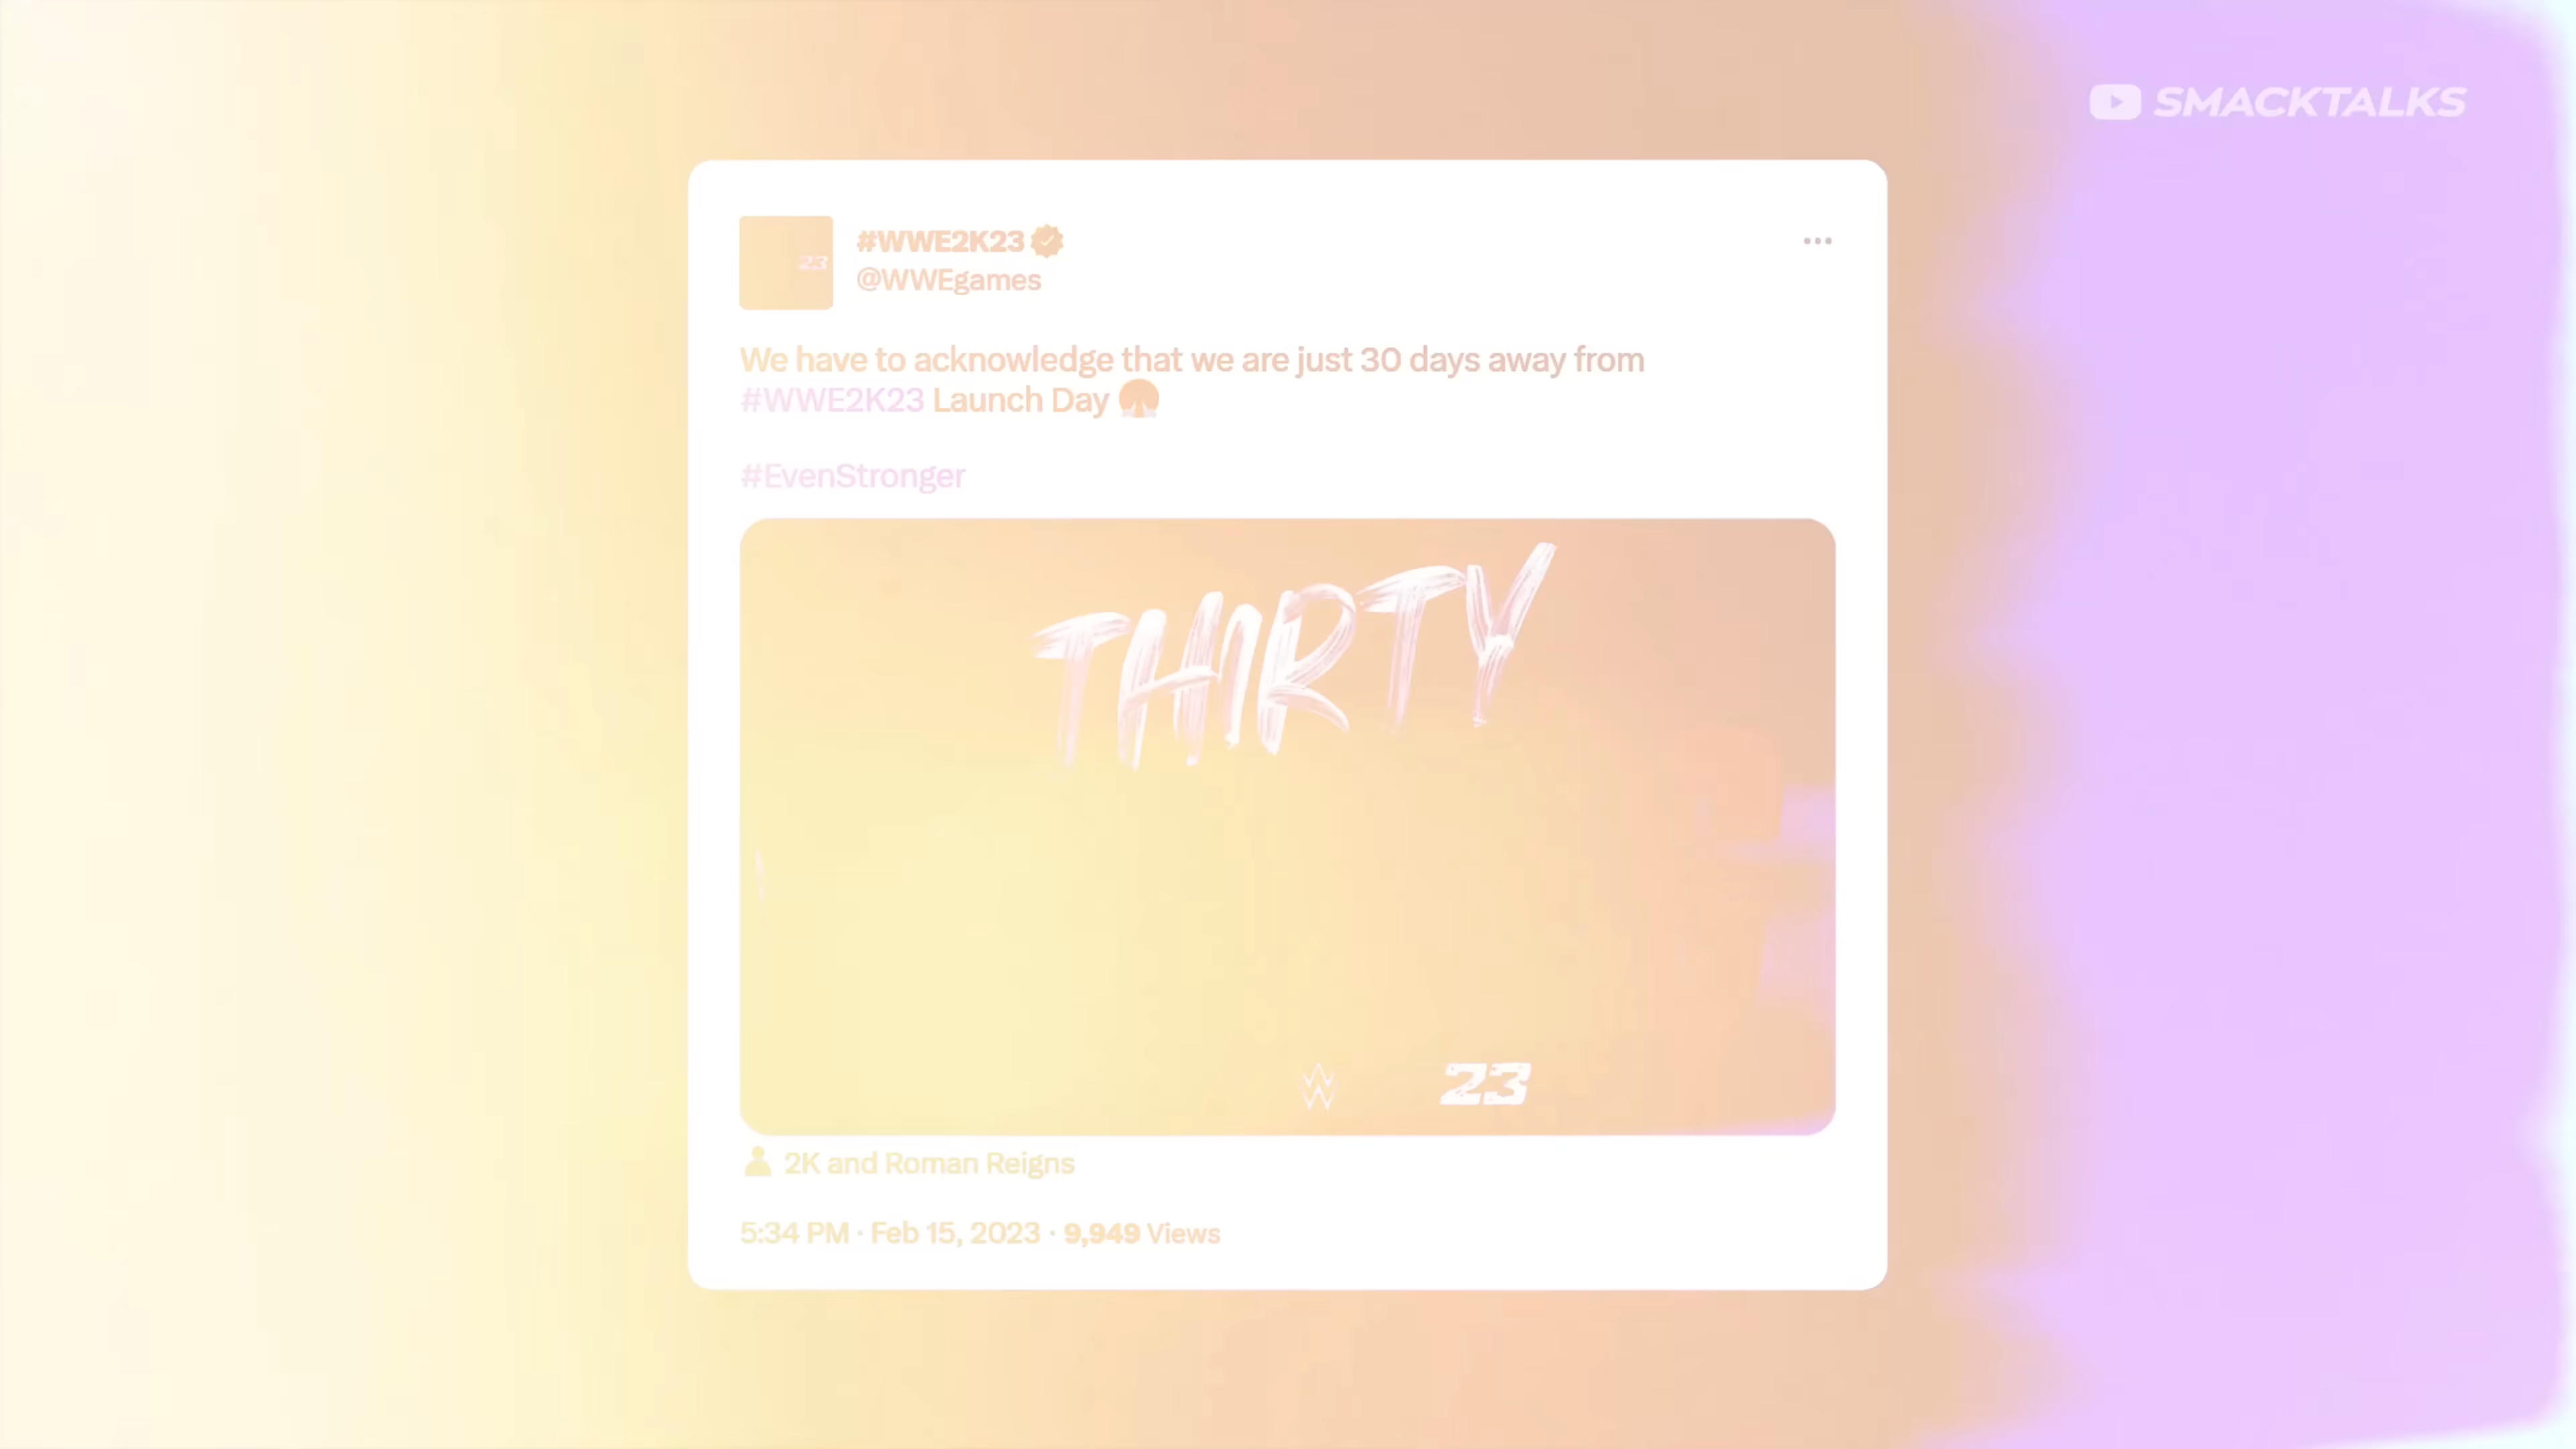 SMACKTALKS
23
#WWE2K23
@WWEgames
We have to acknowledge that we are just 30 days away from
#WWE2K23 Launch Day
#EvenStronger
THIRTY
W 23
2K and Roman Reigns
5:34 PM · Feb 15, 2023 · 9,949 Views